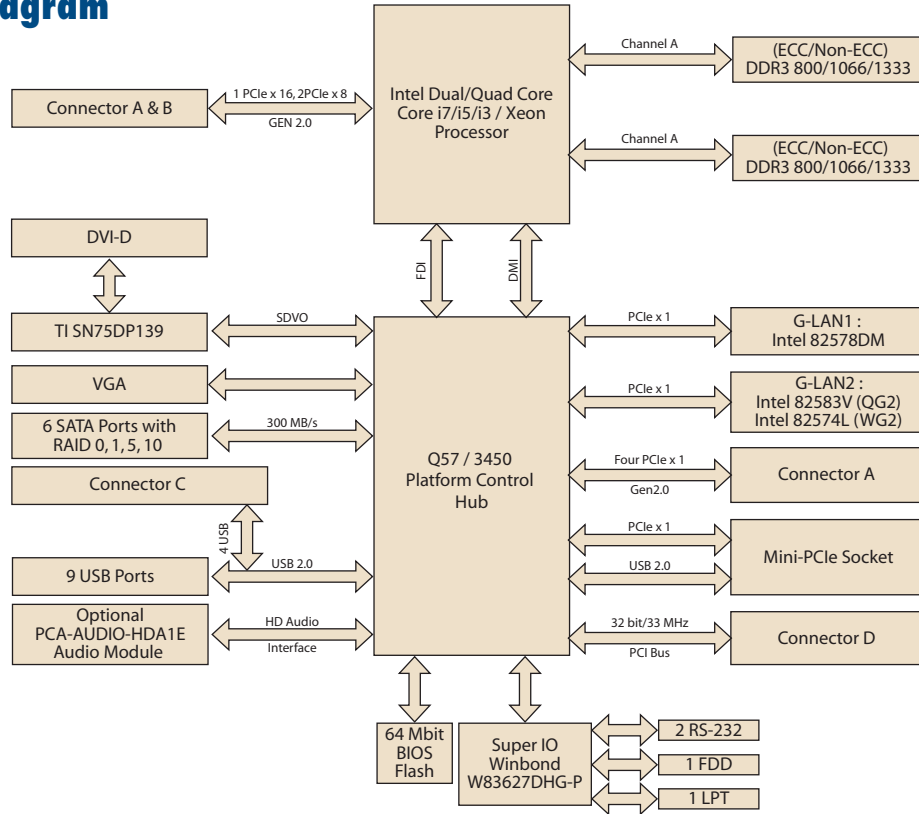 agram
Connector A & B
1 PCIe x 16, 2PCIe x 8
GEN 2.0
Intel Dual/Quad Core
Core i7/i5/i3 / Xeon
Processor
Channel A
(ECC/Non-ECC)
DDR3 800/1066/1333
Channel A
(ECC/Non-ECC)
DDR3 800/1066/1333
FDI
DMI
DVI-D
TI SN75DP139
SDVO
VGA
6 SATA Ports with
RAID 0, 1, 5, 10
300 MB/s
Connector C
4 USB
9 USB Ports
USB 2.0
Optional
PCA-AUDIO-HDA1E
Audio Module
HD Audio
Interface
Q57 / 3450
Platform Control
Hub
PCIe x 1
G-LAN1 :
Intel 82578DM
PCIe x 1
G-LAN2 :
Intel 82583V (QG2)
Intel 82574L (WG2)
Four PCIe x 1
Gen2.0
Connector A
PCIe x 1
USB 2.0
Mini-PCIe Socket
32 bit/33 MHz
PCI Bus
Connector D
64 Mbit
BIOS
Flash
Super IO
Winbond
W83627DHG-P
2 RS-232
1 FDD
1 LPT